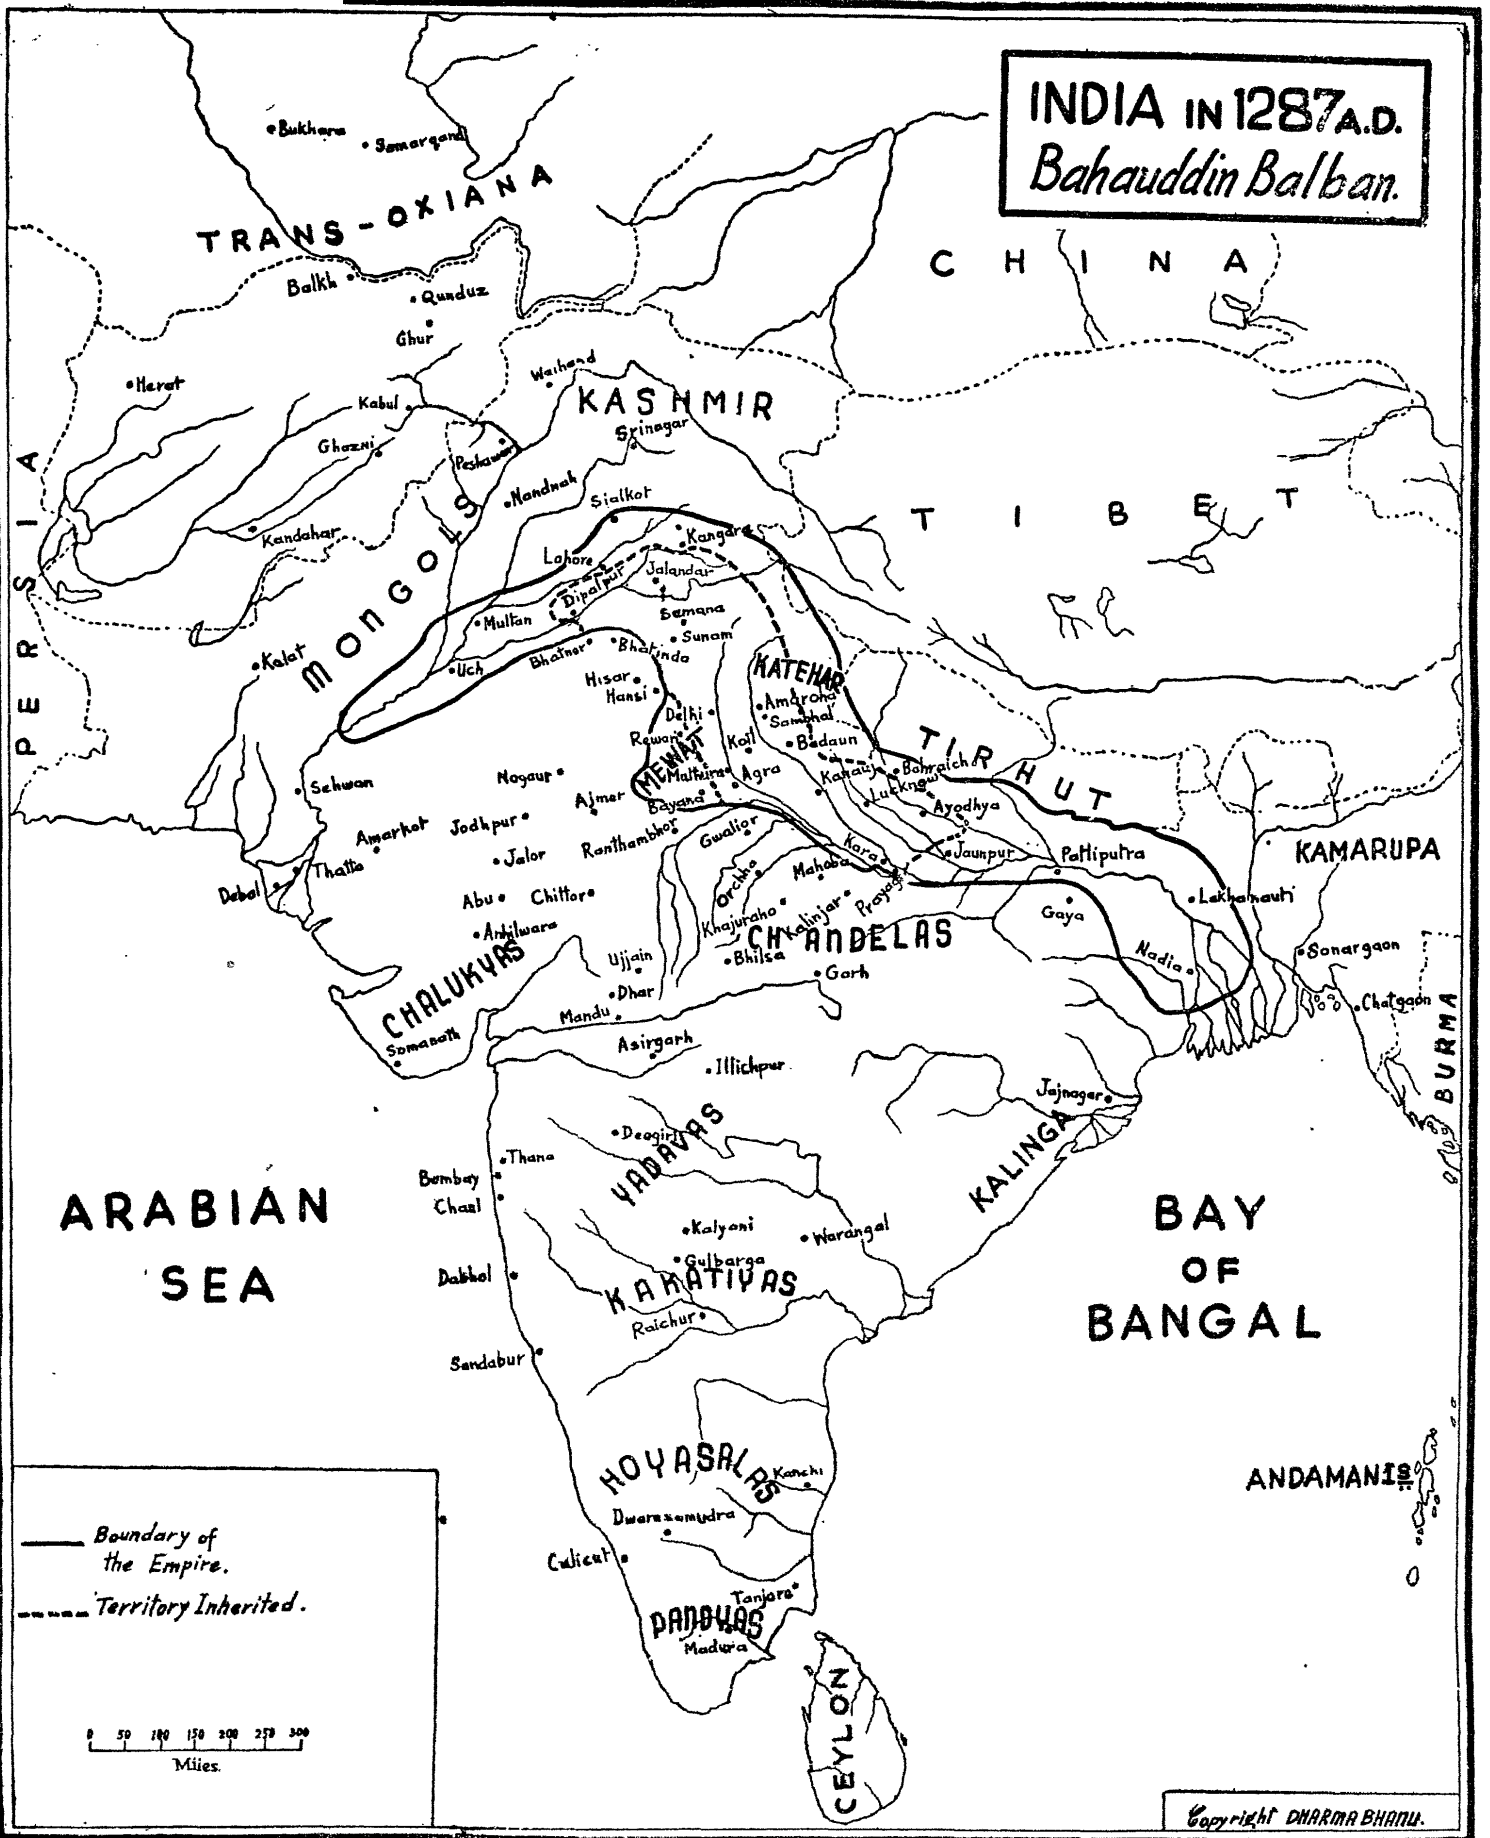 INDIA IN 1287 A.D.
Bahauddin Balban.
Bukhara
Samarqand
TRANS-OXIANA
CHINA
Balkh
Qunduz
Ghur
Herat
Waihand
KASHMIR
Kabul
Srinagar
Ghazni
Peshawar
PERSIA
Nandnah
Sialkot
TIBET
Kandahar
Kangara
Lahore
MONGOLS
Dipalpur
Jalandar
Samana
Multan
Sunam
Bhatnor
Bhatinda
Kalat
Uch
KATEHAR
Hisar
Hansi
Amaroha
Sambhal
Delhi
Rewari
Koil
Badaun
TIRHUT
MEWAT
Mathura
Agra
Kanauj
Bahraich
Sehwan
Nagaur
Ajmer
Bayana
Lucknow
Ayodhya
Amarkot
Jodhpur
Ranthambhor
Gwalior
Kara
Jaunpur
Patliputra
KAMARUPA
Thatta
Jalor
Mahoba
Debal
Abu
Chittor
Orchha
Prayag
Lakhanauti
Gaya
Anhilwara
Khajuraho
Kalinjar
CHANDELAS
Nadia
Sonargaon
CHALUKYAS
Ujjain
Bhilsa
Garh
Dhar
Chatgaon
Mandu
BURMA
Somanath
Asirgarh
Illichpur
Jajnagar
Deogiri
YADAVAS
KALINGA
Thana
Bombay
Chaul
ARABIAN
SEA
BAY
OF
BANGAL
Kalyani
Warangal
Gulbarga
Dabhol
KAKATIYAS
Raichur
Sandabur
HOYASALAS
Kanchi
ANDAMAN IS
Dwarasamudra
Calicut
Tanjore
PANDYAS
Madura
CEYLON
Boundary of
the Empire.
Territory Inherited.
0 50 100 150 200 250 300
Miles.
Copyright DHARMA BHANU.